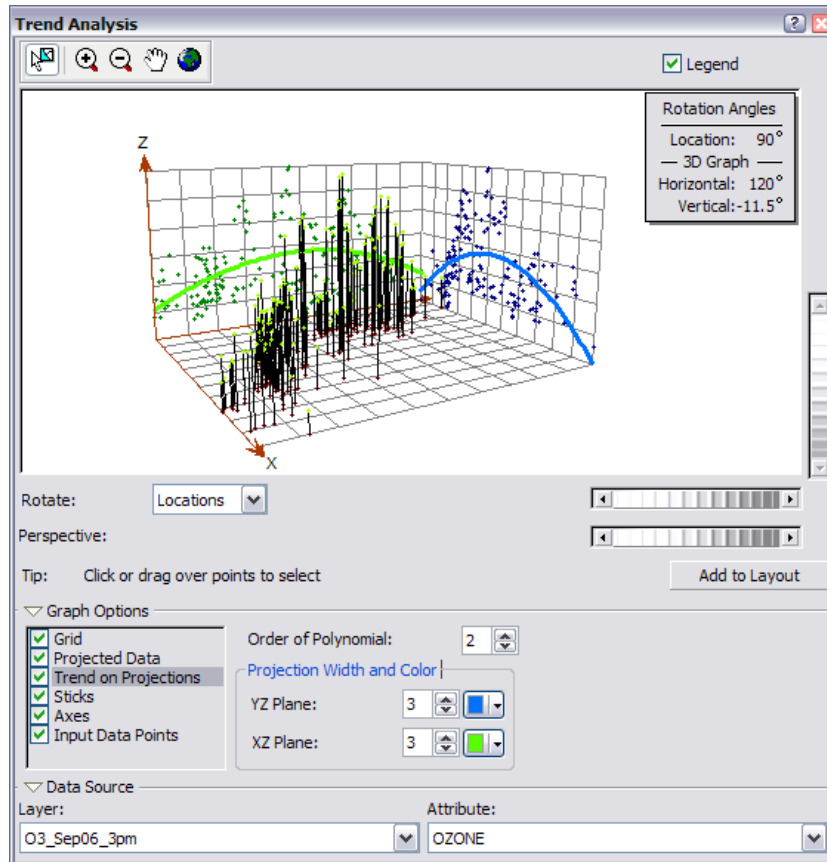 Trend Analysis
Legend
Rotation Angles
Location: 90°
3D Graph
Horizontal: 120°
Vertical:-11.5°
Z
X
Rotate: Locations
Perspective:
Tip: Click or drag over points to select Add to Layout
Graph Options
Grid
Projected Data
Trend on Projections
Sticks
Axes
Input Data Points
Order of Polynomial: 2
Projection Width and Color
YZ Plane: 3
XZ Plane: 3
Data Source
Layer: Attribute:
O3_Sep06_3pm OZONE